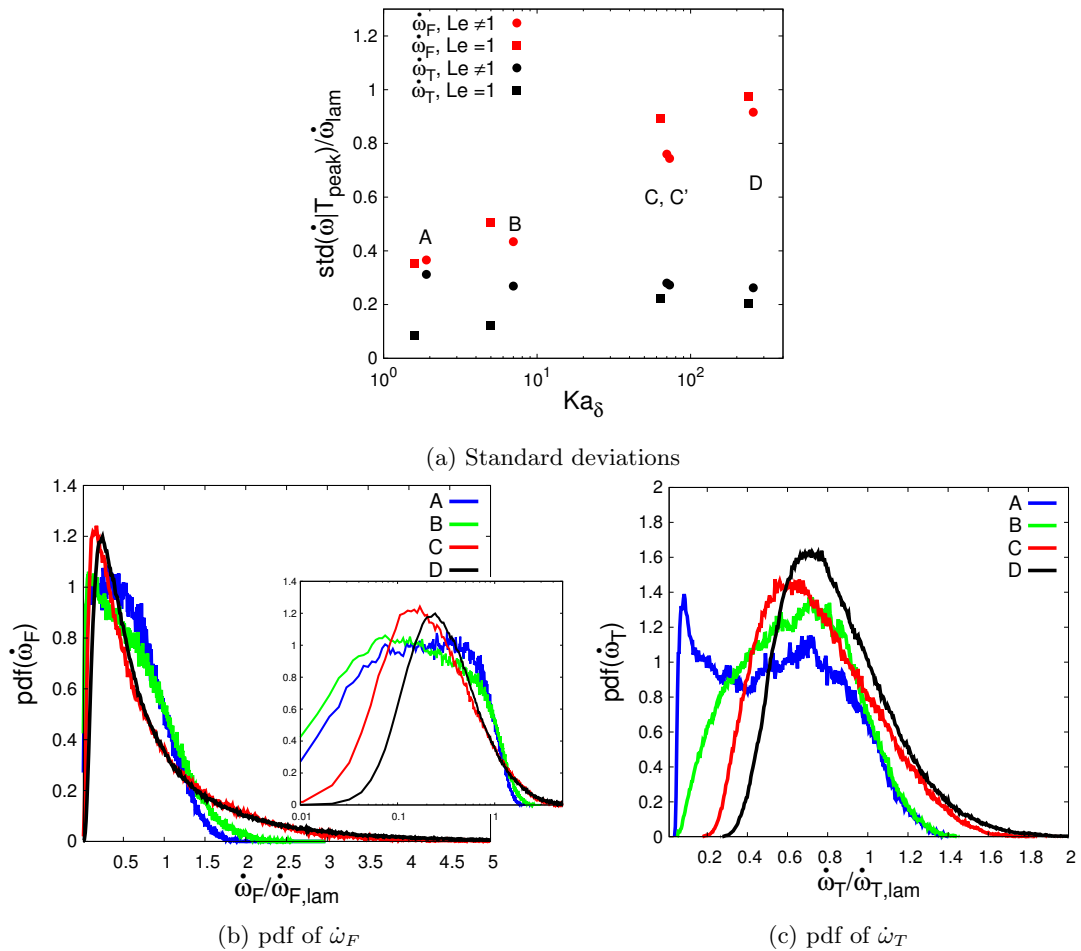 ω̇F, Le ≠1
ω̇F, Le =1
ω̇T, Le ≠1
ω̇T, Le =1
1.2
1
0.8
0.6
0.4
0.2
0
std(ω̇|Tpeak)/ω̇lam
A
B
C, C'
D
10^0
10^1
10^2
Kaδ
(a) Standard deviations
1.4
1.2
1
0.8
0.6
0.4
0.2
0
pdf(ω̇F)
A
B
C
D
1.4
1.2
1
0.8
0.6
0.4
0.2
0
0.01
0.1
1
0.5 1 1.5 2 2.5 3 3.5 4 4.5 5
ω̇F/ω̇F,lam
(b) pdf of ω̇F
2
1.8
1.6
1.4
1.2
1
0.8
0.6
0.4
0.2
0
pdf(ω̇T)
A
B
C
D
0.2 0.4 0.6 0.8 1 1.2 1.4 1.6 1.8 2
ω̇T/ω̇T,lam
(c) pdf of ω̇T